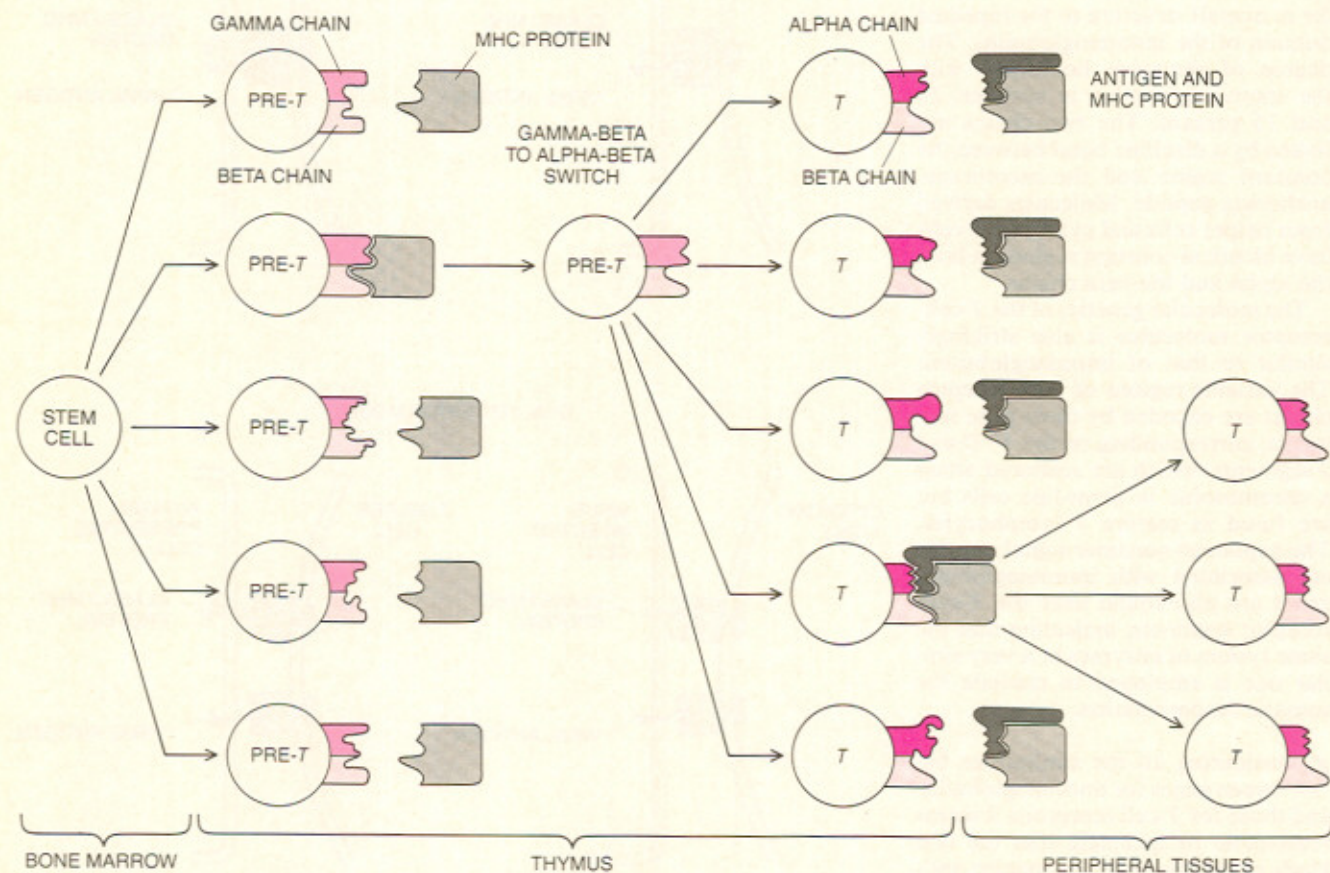 GAMMA CHAIN
MHC PROTEIN
PRE-T
BETA CHAIN
GAMMA-BETA
TO ALPHA-BETA
SWITCH
ALPHA CHAIN
ANTIGEN AND
MHC PROTEIN
T
BETA CHAIN
PRE-T
PRE-T
T
STEM
CELL
PRE-T
T
T
PRE-T
T
T
PRE-T
T
T
BONE MARROW
THYMUS
PERIPHERAL TISSUES